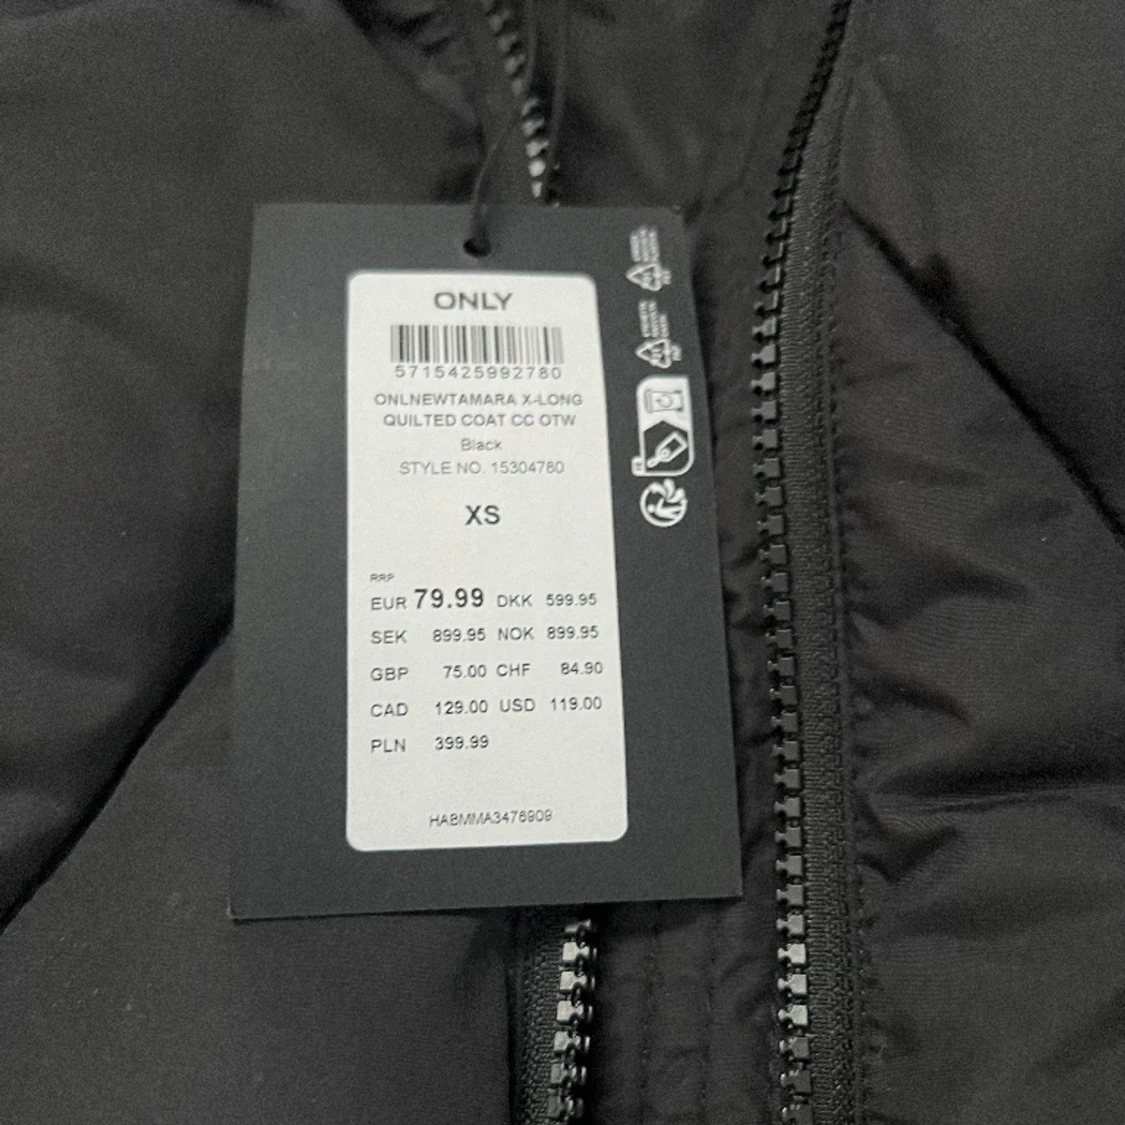 ONLY
5715425992780
ONLNEWTAMARA X-LONG
QUILTED COAT CC OTW
Black
STYLE NO. 15304780
XS
RRP
EUR 79.99 DKK 599.95
SEK 899.95 NOK 899.95
GBP 75.00 CHF 84.90
CAD 129.00 USD 119.00
PLN 399.99
HABMMA3476909